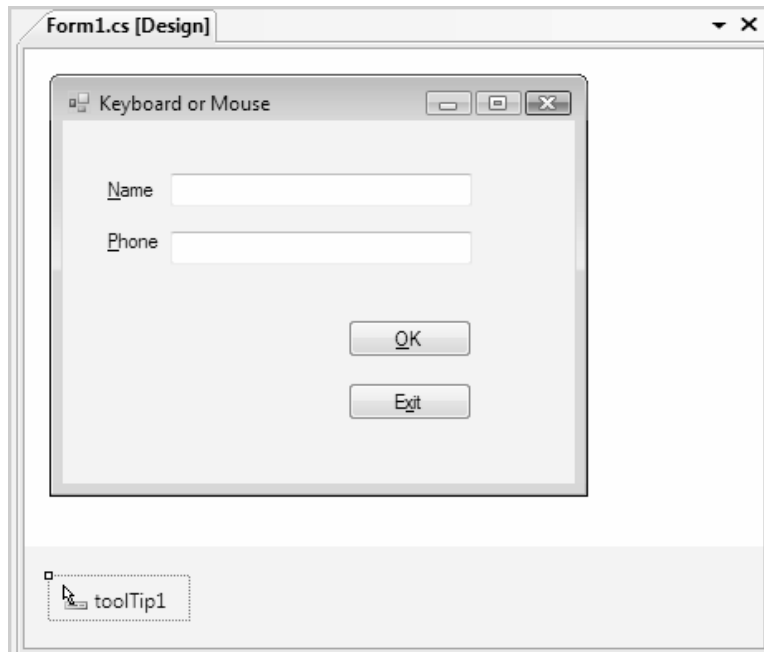 Form1.cs [Design]
Keyboard or Mouse
Name
Phone
OK
Exit
toolTip1